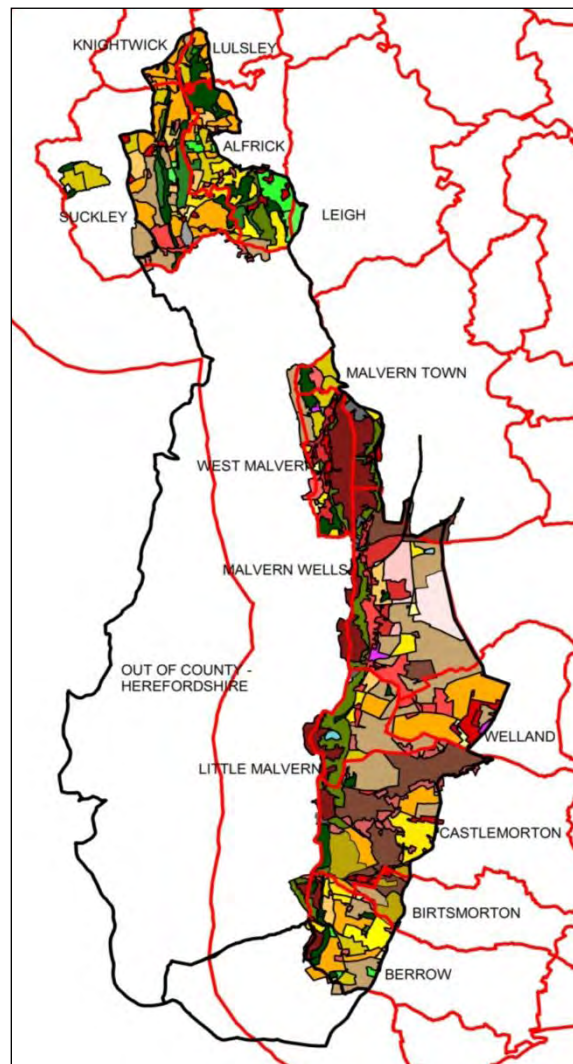 KNIGHTWICK
LULSLEY
ALFRICK
SUCKLEY
LEIGH
MALVERN TOWN
WEST MALVERN
MALVERN WELLS
OUT OF COUNTY -
HEREFORDSHIRE
WELLAND
LITTLE MALVERN
CASTLEMORTON
BIRTSMORTON
BERROW